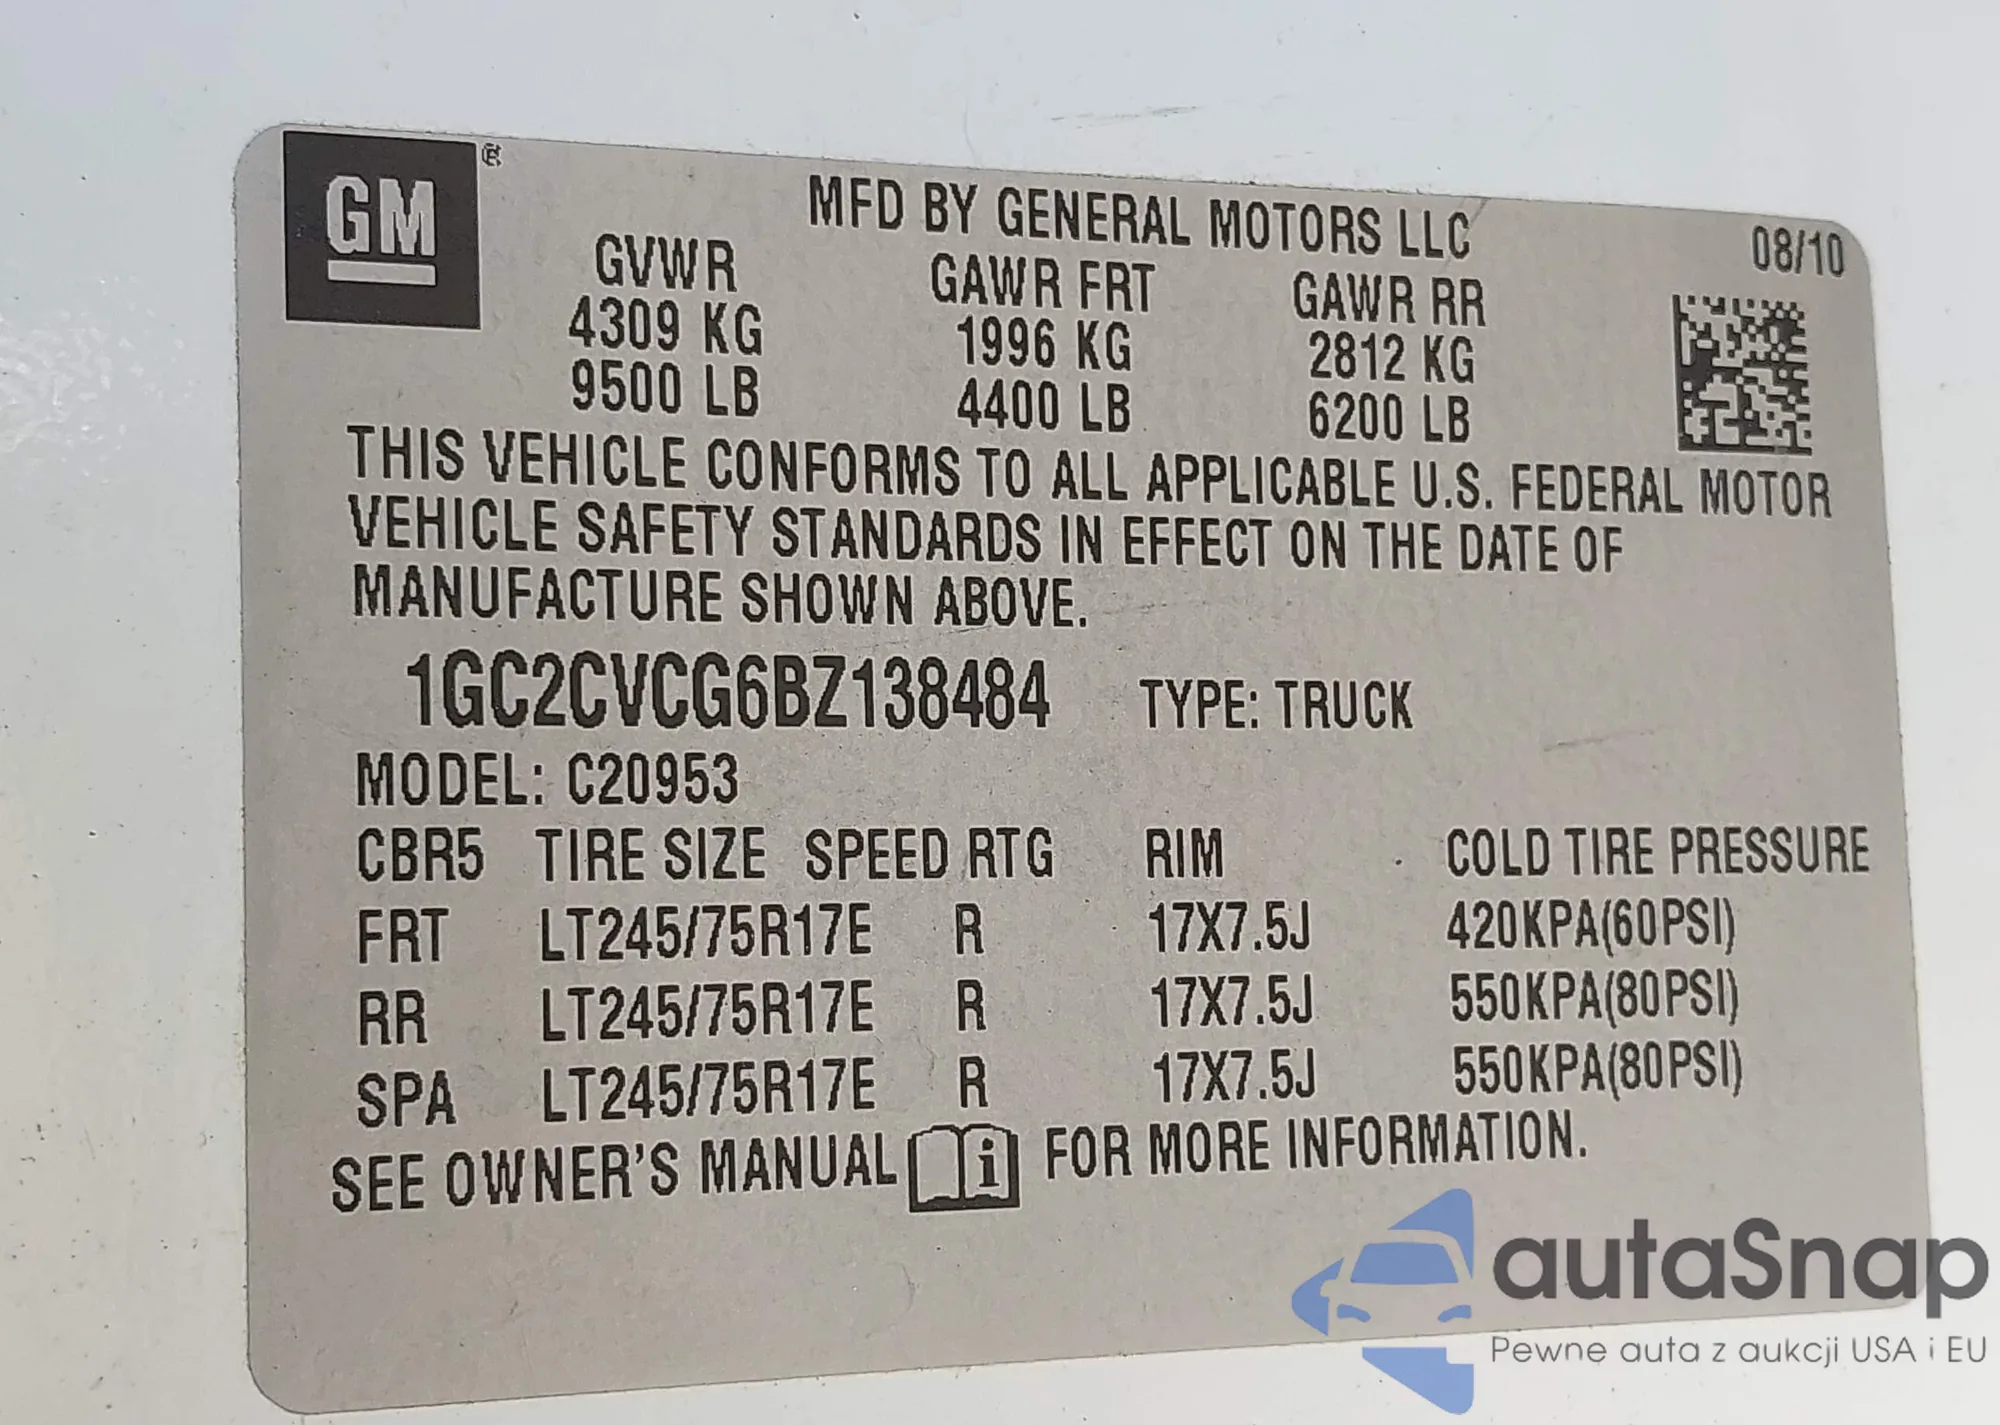 GM
MFD BY GENERAL MOTORS LLC 08/10
GVWR GAWR FRT GAWR RR
4309 KG 1996 KG 2812 KG
9500 LB 4400 LB 6200 LB
THIS VEHICLE CONFORMS TO ALL APPLICABLE U.S. FEDERAL MOTOR
VEHICLE SAFETY STANDARDS IN EFFECT ON THE DATE OF
MANUFACTURE SHOWN ABOVE.
1GC2CVCG6BZ138484 TYPE: TRUCK
MODEL: C20953
CBR5 TIRE SIZE SPEED RTG RIM COLD TIRE PRESSURE
FRT LT245/75R17E R 17X7.5J 420KPA(60PSI)
RR LT245/75R17E R 17X7.5J 550KPA(80PSI)
SPA LT245/75R17E R 17X7.5J 550KPA(80PSI)
SEE OWNER'S MANUAL i FOR MORE INFORMATION.
autaSnap
Pewne auta z aukcji USA i EU